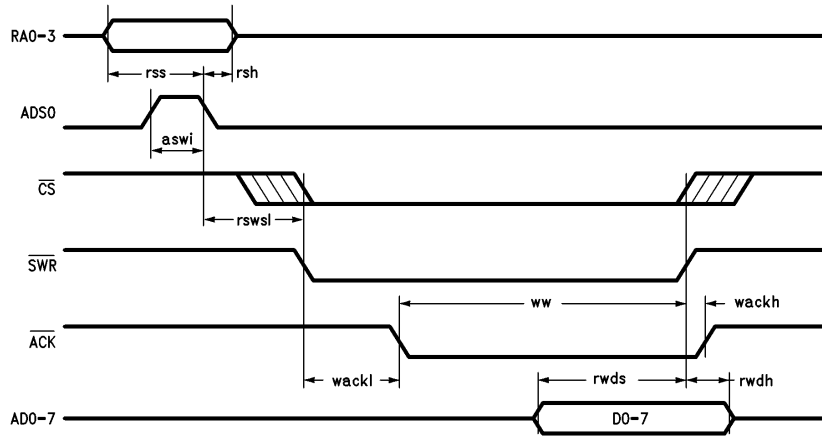 RA0-3
rss
rsh
ADS0
aswi
CS
rswsl
SWR
ww
wackh
ACK
wackl
rwds
rwdh
AD0-7
D0-7